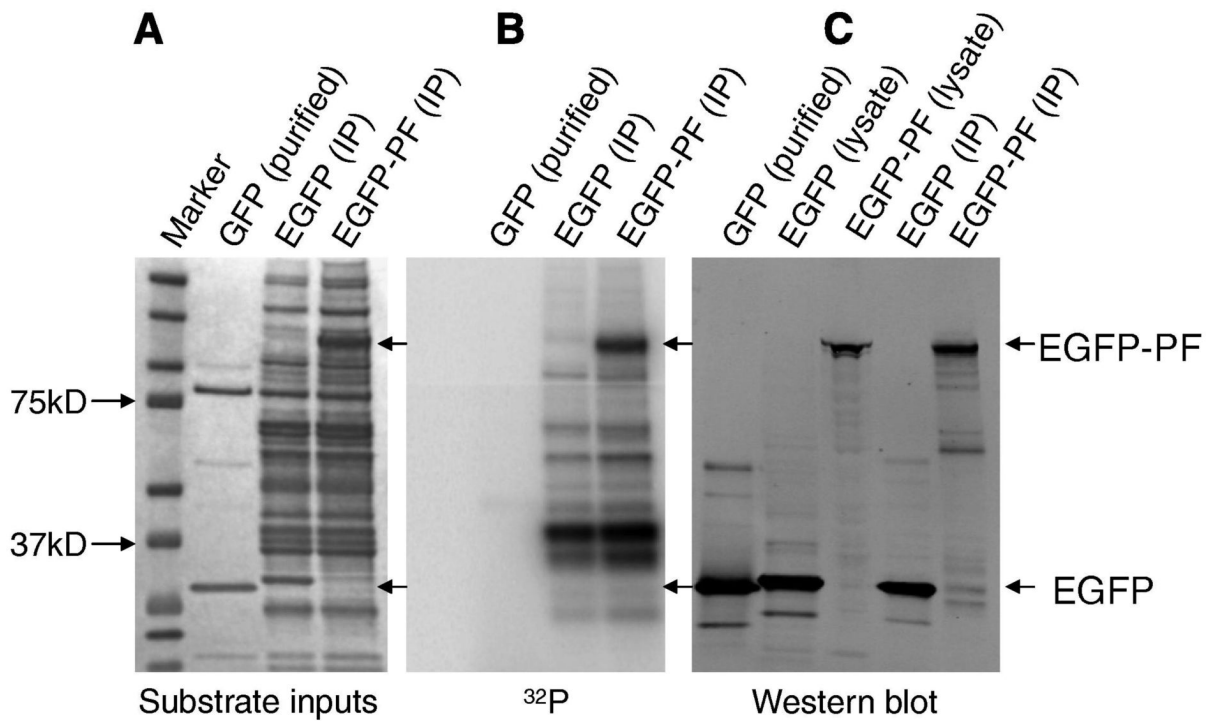 A
B
C
Marker
GFP (purified)
EGFP (IP)
EGFP-PF (IP)
GFP (purified)
EGFP (IP)
EGFP-PF (IP)
GFP (purified)
EGFP (lysate)
EGFP-PF (lysate)
EGFP (IP)
EGFP-PF (IP)
EGFP-PF
75kD
37kD
EGFP
Substrate inputs
³²P
Western blot